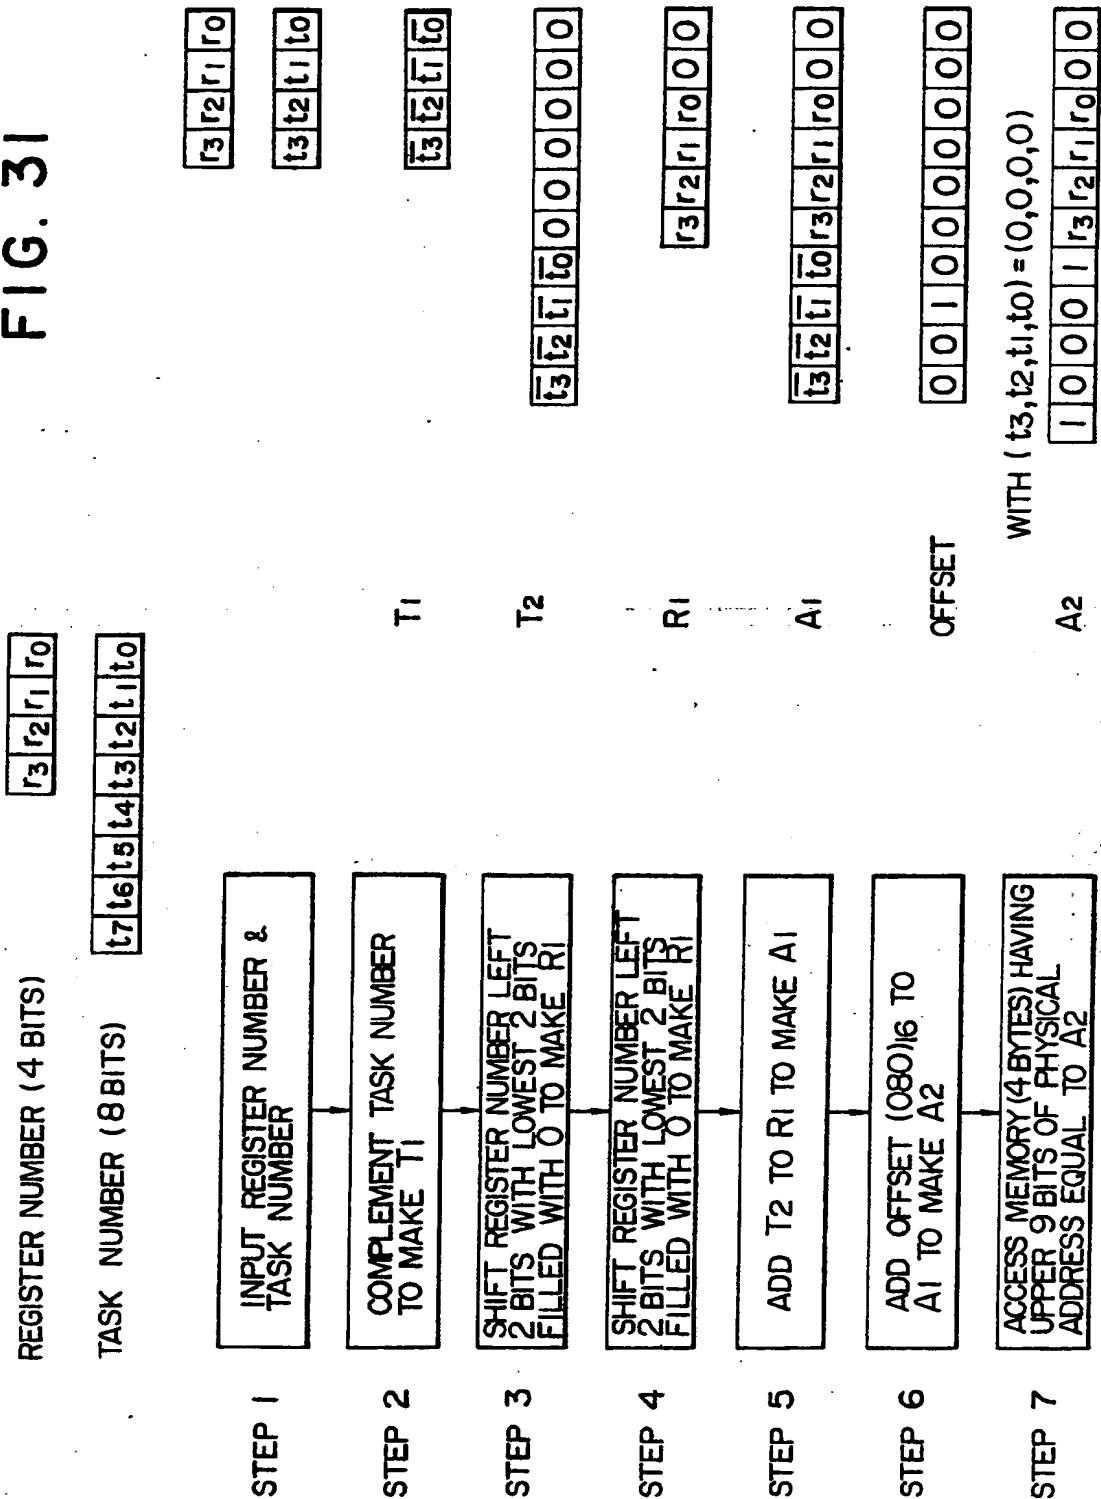 FIG. 31
REGISTER NUMBER (4 BITS)
r3 r2 r1 r0
TASK NUMBER (8 BITS)
t7 t6 t5 t4 t3 t2 t1 t0
STEP 1
INPUT REGISTER NUMBER &
TASK NUMBER
r3 r2 r1 r0
t3 t2 t1 t0
STEP 2
COMPLEMENT TASK NUMBER
TO MAKE T1
T1
t̅3 t̅2 t̅1 t̅0
STEP 3
SHIFT REGISTER NUMBER LEFT
2 BITS WITH LOWEST 2 BITS
FILLED WITH 0 TO MAKE R1
T2
t̅3 t̅2 t̅1 t̅0 0 0 0 0 0 0
STEP 4
SHIFT REGISTER NUMBER LEFT
2 BITS WITH LOWEST 2 BITS
FILLED WITH 0 TO MAKE R1
R1
r3 r2 r1 r0 0 0
STEP 5
ADD T2 TO R1 TO MAKE A1
A1
t̅3 t̅2 t̅1 t̅0 r3 r2 r1 r0 0 0
STEP 6
ADD OFFSET (080)16 TO
A1 TO MAKE A2
OFFSET
0 0 1 0 0 0 0 0 0 0
STEP 7
ACCESS MEMORY (4 BYTES) HAVING
UPPER 9 BITS OF PHYSICAL
ADDRESS EQUAL TO A2
WITH (t3,t2,t1,t0)=(0,0,0,0)
A2
1 0 0 0 1 r3 r2 r1 r0 0 0